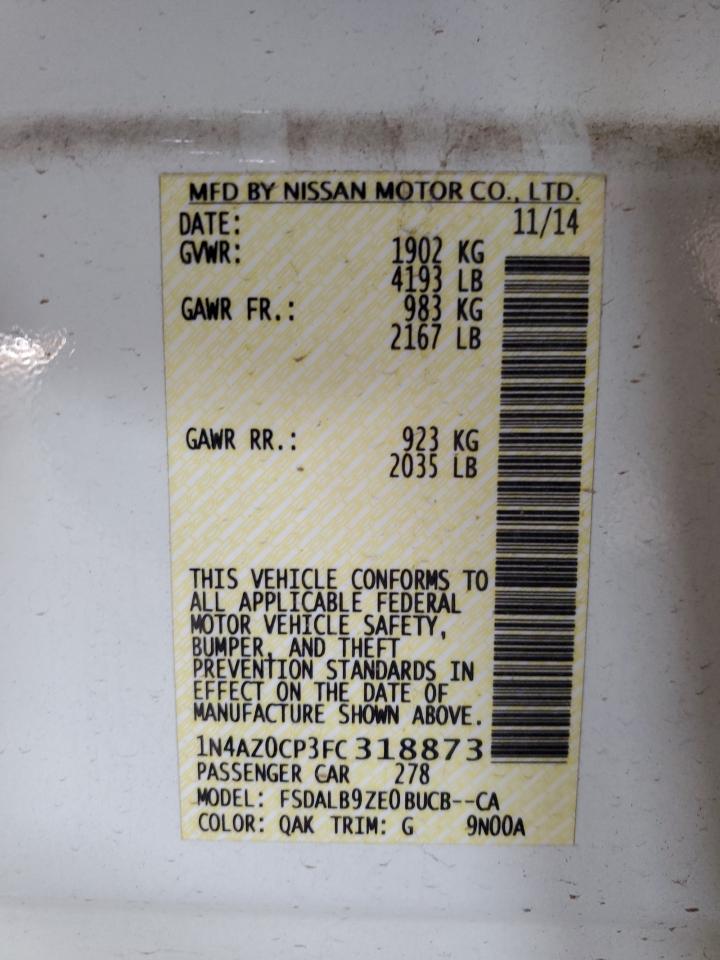 MFD BY NISSAN MOTOR CO., LTD.
DATE: 11/14
GVWR: 1902 KG
4193 LB
GAWR FR.: 983 KG
2167 LB
GAWR RR.: 923 KG
2035 LB
THIS VEHICLE CONFORMS TO
ALL APPLICABLE FEDERAL
MOTOR VEHICLE SAFETY,
BUMPER, AND THEFT
PREVENTION STANDARDS IN
EFFECT ON THE DATE OF
MANUFACTURE SHOWN ABOVE.
1N4AZ0CP3FC318873
PASSENGER CAR 278
MODEL: FSDALB9ZE0BUCB--CA
COLOR: QAK TRIM: G 9N00A